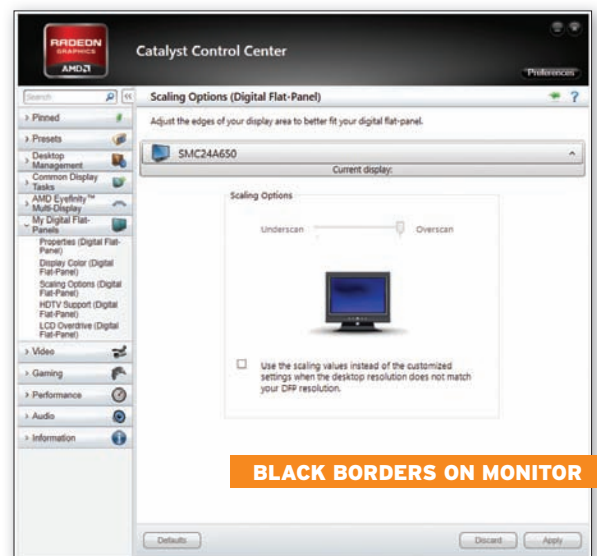 RADEON
GRAPHICS
AMD
Catalyst Control Center
Preferences
Search
Scaling Options (Digital Flat-Panel)
?
Adjust the edges of your display area to better fit your digital flat-panel.
› Pinned
› Presets
› Desktop
Management
› Common Display
Tasks
› AMD Eyefinity™
Multi-Display
My Digital Flat-
Panels
Properties (Digital Flat-
Panel)
Display Color (Digital
Flat-Panel)
Scaling Options (Digital
Flat-Panel)
HDTV Support (Digital
Flat-Panel)
LCD Overdrive (Digital
Flat-Panel)
› Video
› Gaming
› Performance
› Audio
› Information
SMC24A650
Current display:
Scaling Options
Underscan
Overscan
Use the scaling values instead of the customized
settings when the desktop resolution does not match
your DFP resolution.
BLACK BORDERS ON MONITOR
Defaults
Discard
Apply